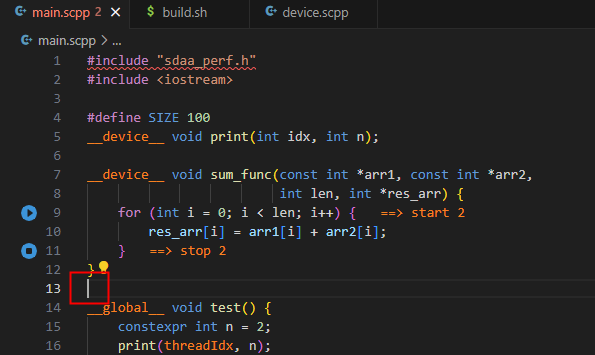 main.scpp 2 × $ build.sh device.scpp
main.scpp > ...
1 #include "sdaa_perf.h"
2 #include <iostream>
3
4 #define SIZE 100
5 __device__ void print(int idx, int n);
6
7 __device__ void sum_func(const int *arr1, const int *arr2,
8 int len, int *res_arr) {
9 for (int i = 0; i < len; i++) { ==> start 2
10 res_arr[i] = arr1[i] + arr2[i];
11 } ==> stop 2
12 }
13
14 __global__ void test() {
15 constexpr int n = 2;
16 print(threadIdx, n);